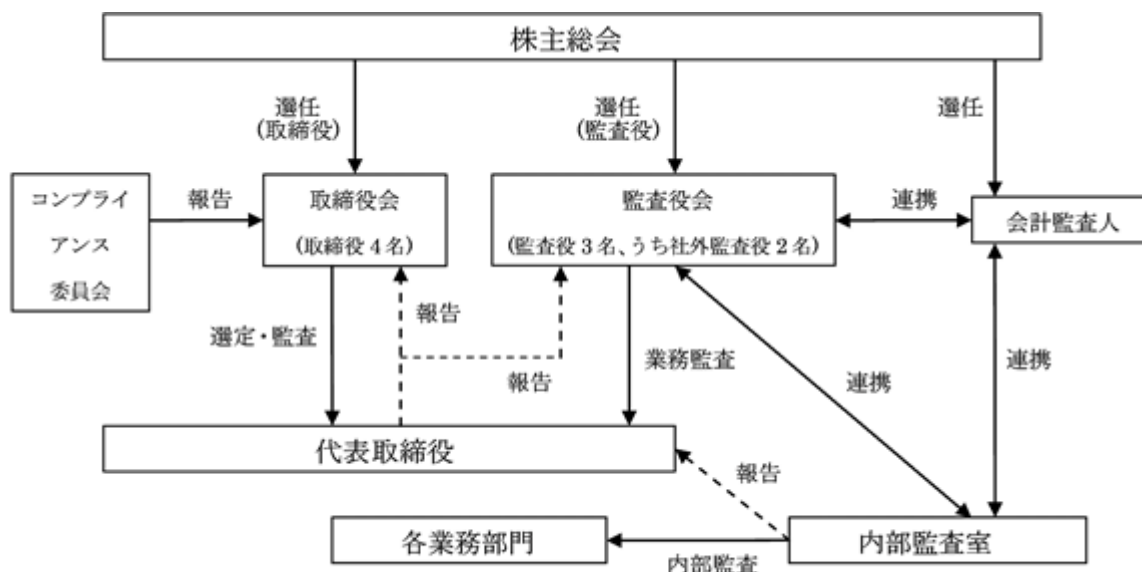 株主総会
選任
(取締役)
選任
(監査役)
選任
コンプライ
アンス
委員会
報告
取締役会
(取締役4名)
監査役会
(監査役3名、うち社外監査役2名)
連携
会計監査人
選定・監査
報告
報告
業務監査
連携
連携
代表取締役
報告
各業務部門
内部監査
内部監査室